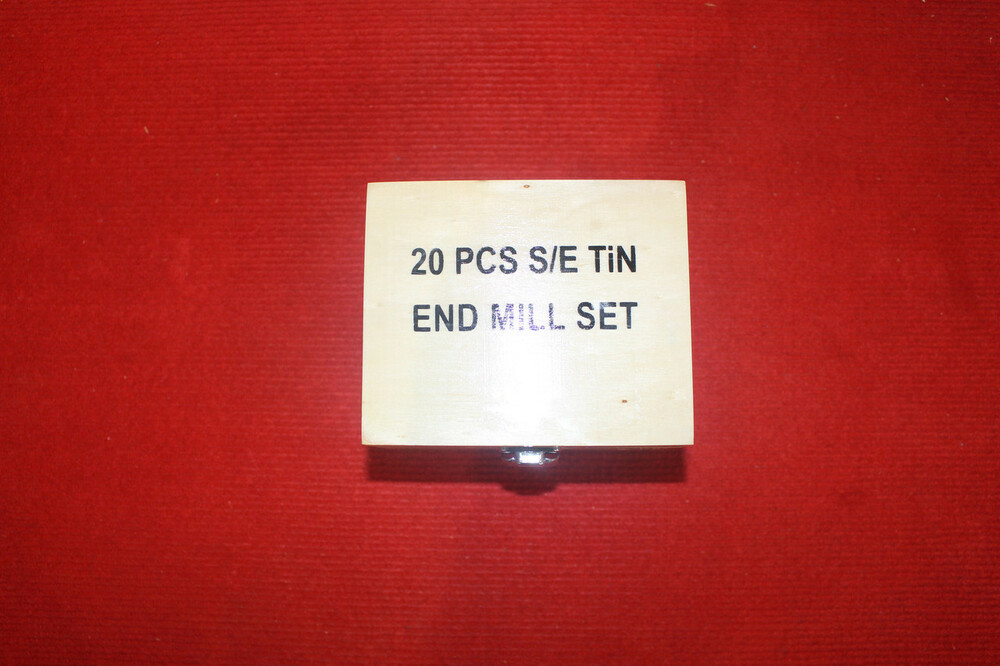 20 PCS S/E TiN
END MILL SET